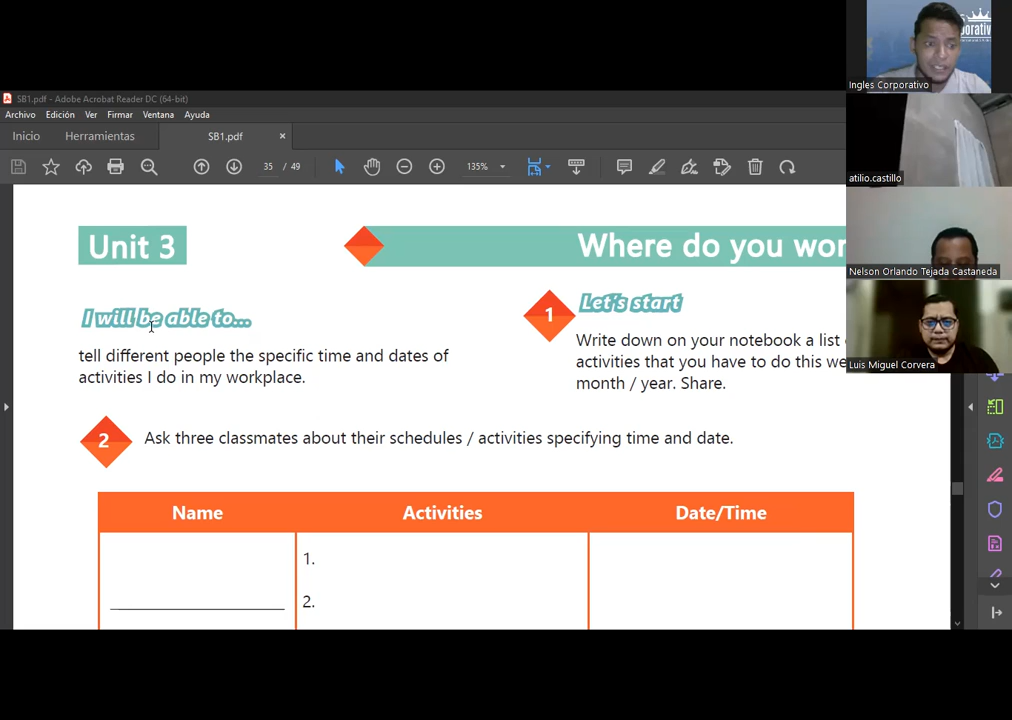 SB1.pdf - Adobe Acrobat Reader DC (64-bit)
Archivo Edición Ver Firmar Ventana Ayuda
Inicio Herramientas SB1.pdf ×
35 / 49 135%
Unit 3
Where do you wor
I will be able to...
tell different people the specific time and dates of
activities I do in my workplace.
1 Let's start
Write down on your notebook a list
activities that you have to do this we
month / year. Share.
2 Ask three classmates about their schedules / activities specifying time and date.
Name Activities Date/Time
1.
2.
Ingles Corporativo
atilio.castillo
Nelson Orlando Tejada Castaneda
Luis Miguel Corvera